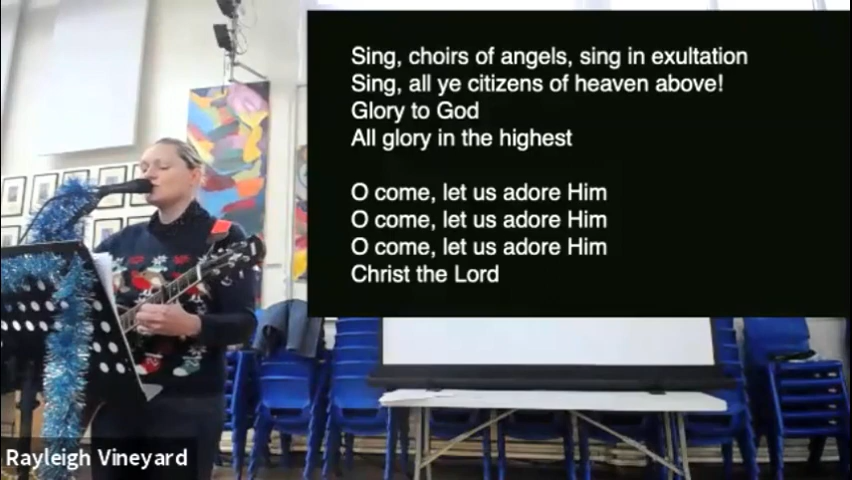 Sing, choirs of angels, sing in exultation
Sing, all ye citizens of heaven above!
Glory to God
All glory in the highest
O come, let us adore Him
O come, let us adore Him
O come, let us adore Him
Christ the Lord
Rayleigh Vineyard